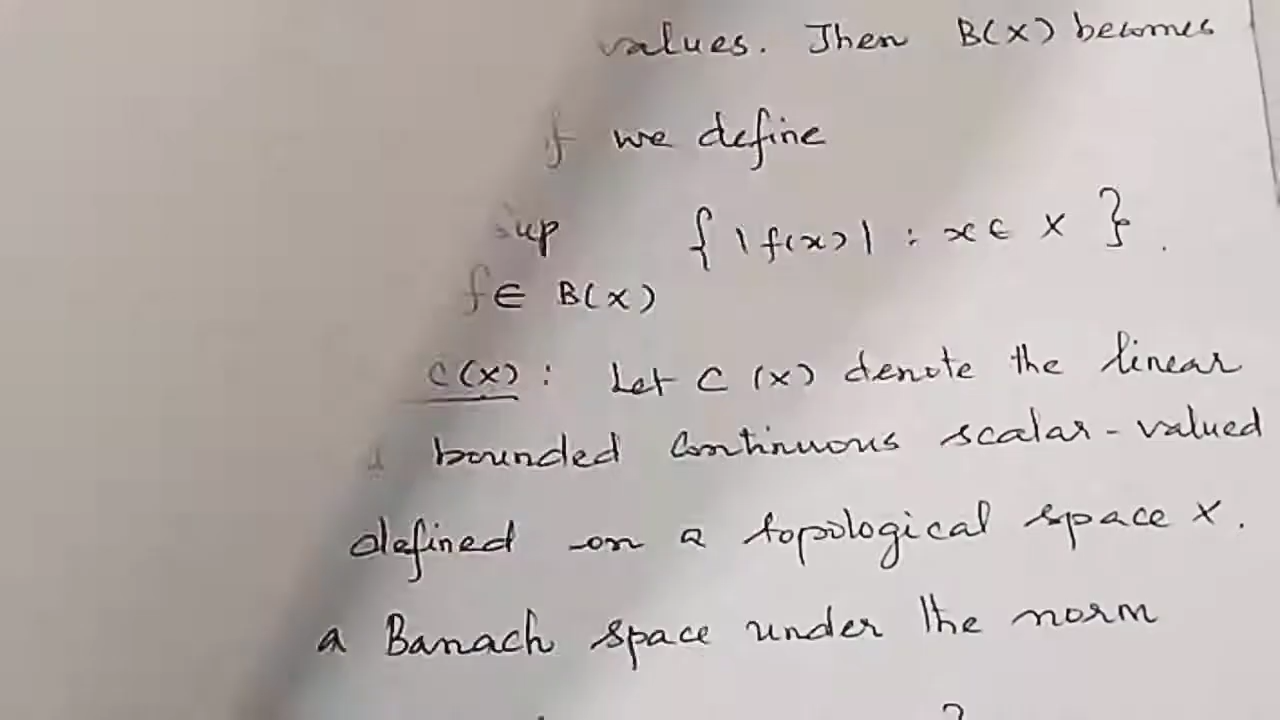 values. Then B(X) becomes
if we define
sup { |f(x)| : x ∈ X }.
f ∈ B(X)
C(X) : Let C (X) denote the linear
bounded continuous scalar-valued
defined on a topological space X.
a Banach space under the norm